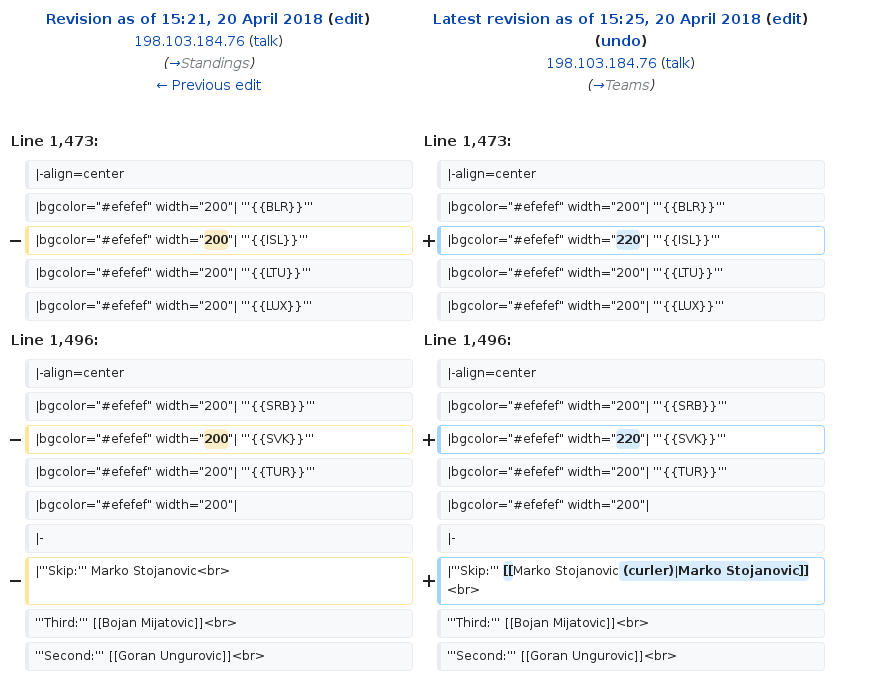 Revision as of 15:21, 20 April 2018 (edit)
198.103.184.76 (talk)
(→Standings)
← Previous edit
Latest revision as of 15:25, 20 April 2018 (edit)
(undo)
198.103.184.76 (talk)
(→Teams)
Line 1,473:
Line 1,473:
|-align=center
|-align=center
|bgcolor="#efefef" width="200"| '''{{BLR}}'''
|bgcolor="#efefef" width="200"| '''{{BLR}}'''
− |bgcolor="#efefef" width="200"| '''{{ISL}}'''
+ |bgcolor="#efefef" width="220"| '''{{ISL}}'''
|bgcolor="#efefef" width="200"| '''{{LTU}}'''
|bgcolor="#efefef" width="200"| '''{{LTU}}'''
|bgcolor="#efefef" width="200"| '''{{LUX}}'''
|bgcolor="#efefef" width="200"| '''{{LUX}}'''
Line 1,496:
Line 1,496:
|-align=center
|-align=center
|bgcolor="#efefef" width="200"| '''{{SRB}}'''
|bgcolor="#efefef" width="200"| '''{{SRB}}'''
− |bgcolor="#efefef" width="200"| '''{{SVK}}'''
+ |bgcolor="#efefef" width="220"| '''{{SVK}}'''
|bgcolor="#efefef" width="200"| '''{{TUR}}'''
|bgcolor="#efefef" width="200"| '''{{TUR}}'''
|bgcolor="#efefef" width="200"|
|bgcolor="#efefef" width="200"|
|-
|-
− |'''Skip:''' Marko Stojanovic<br>
+ |'''Skip:''' [[Marko Stojanovic (curler)|Marko Stojanovic]]
<br>
'''Third:''' [[Bojan Mijatovic]]<br>
'''Third:''' [[Bojan Mijatovic]]<br>
'''Second:''' [[Goran Ungurovic]]<br>
'''Second:''' [[Goran Ungurovic]]<br>